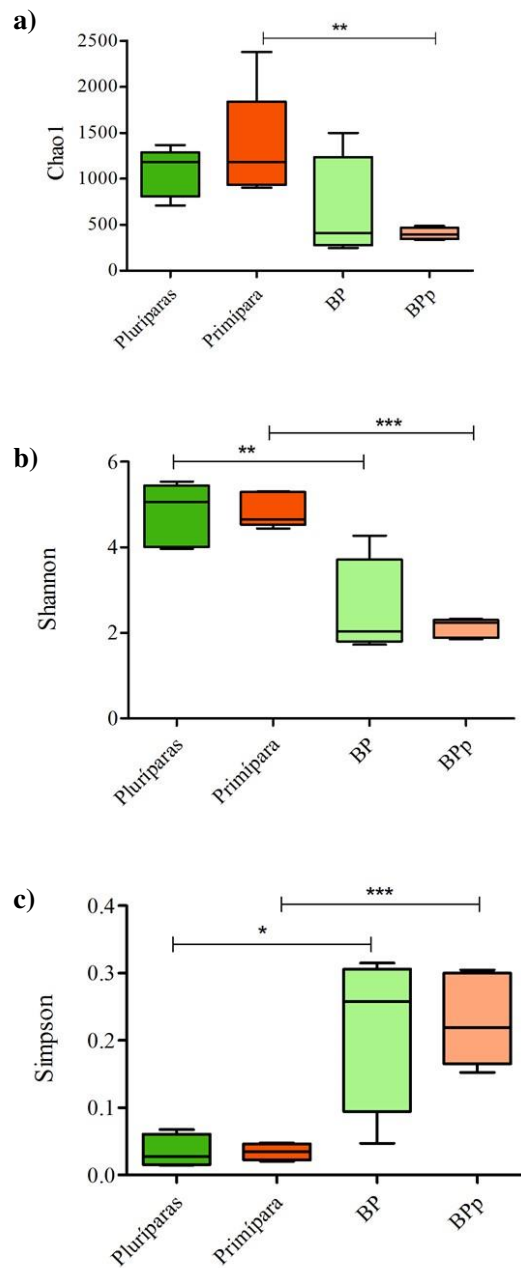 a)
**
2500
2000
1500
1000
500
0
Chao1
Pluríparas
Primípara
BP
BPp
b)
***
**
6
4
2
0
Shannon
Pluríparas
Primípara
BP
BPp
c)
***
*
0.4
0.3
0.2
0.1
0.0
Simpson
Pluríparas
Primípara
BP
BPp